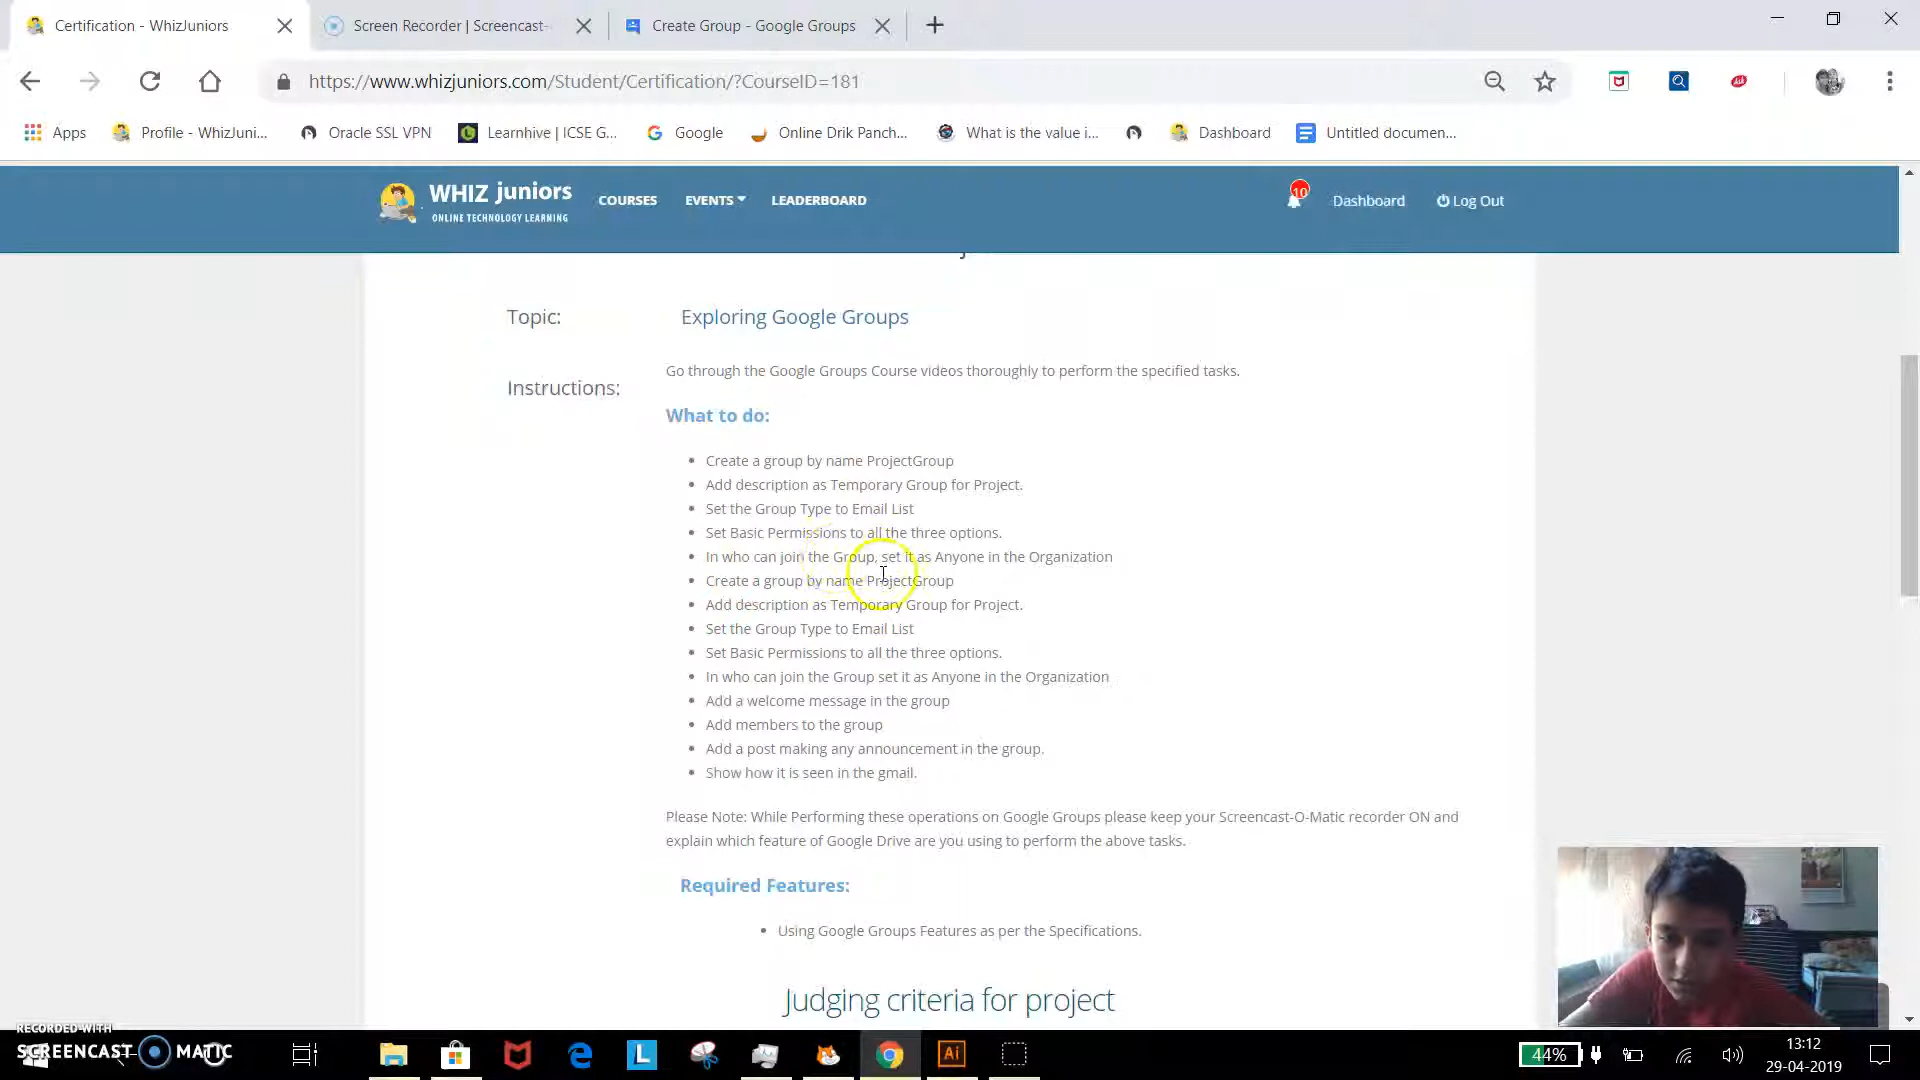 Certification - WhizJuniors
Screen Recorder | Screencast-
Create Group - Google Groups
https://www.whizjuniors.com/Student/Certification/?CourseID=181
Apps
Profile - WhizJuni...
Oracle SSL VPN
Learnhive | ICSE G...
Google
Online Drik Panch...
What is the value i...
Dashboard
Untitled documen...
WHIZ juniors
ONLINE TECHNOLOGY LEARNING
COURSES
EVENTS
LEADERBOARD
10
Dashboard
Log Out
Topic:
Exploring Google Groups
Instructions:
Go through the Google Groups Course videos thoroughly to perform the specified tasks.
What to do:
Create a group by name ProjectGroup
Add description as Temporary Group for Project.
Set the Group Type to Email List
Set Basic Permissions to all the three options.
In who can join the Group, set it as Anyone in the Organization
Create a group by name ProjectGroup
Add description as Temporary Group for Project.
Set the Group Type to Email List
Set Basic Permissions to all the three options.
In who can join the Group set it as Anyone in the Organization
Add a welcome message in the group
Add members to the group
Add a post making any announcement in the group.
Show how it is seen in the gmail.
Please Note: While Performing these operations on Google Groups please keep your Screencast-O-Matic recorder ON and
explain which feature of Google Drive are you using to perform the above tasks.
Required Features:
Using Google Groups Features as per the Specifications.
Judging criteria for project
RECORDED WITH
SCREENCAST MATIC
L
Ai
44%
13:12
29-04-2019